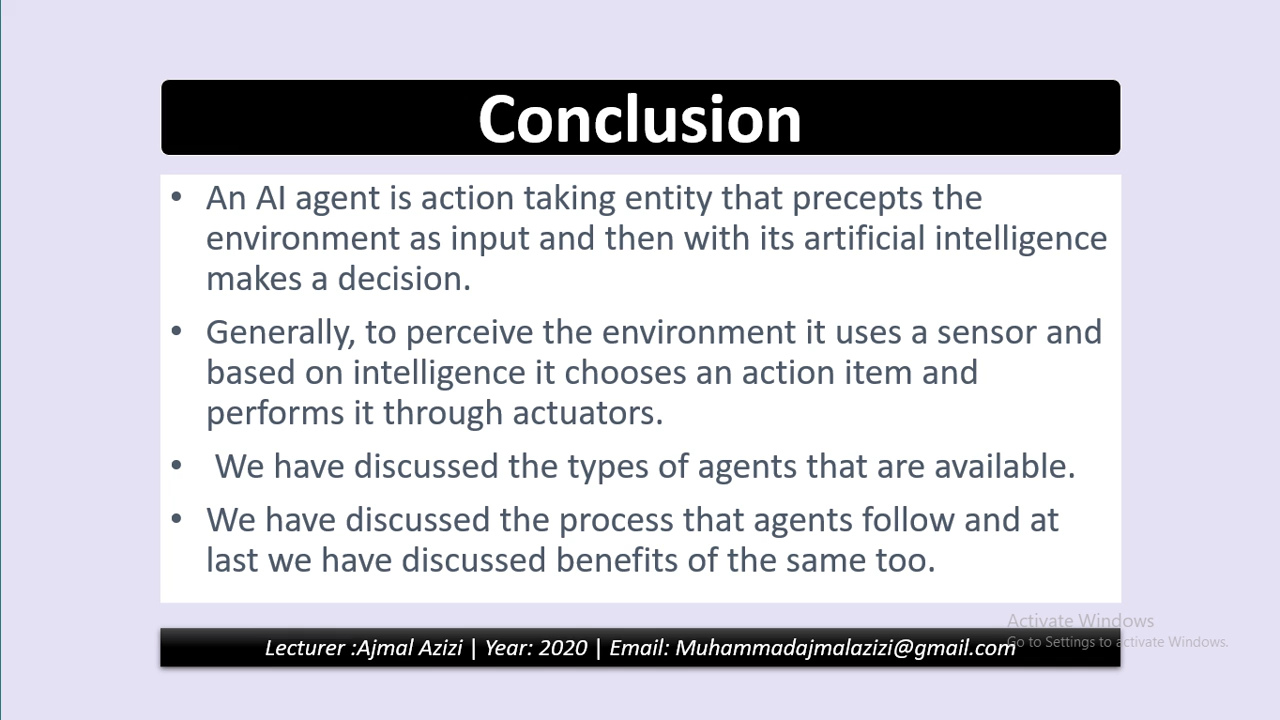 Conclusion
• An AI agent is action taking entity that precepts the
environment as input and then with its artificial intelligence
makes a decision.
• Generally, to perceive the environment it uses a sensor and
based on intelligence it chooses an action item and
performs it through actuators.
• We have discussed the types of agents that are available.
• We have discussed the process that agents follow and at
last we have discussed benefits of the same too.
Activate Windows
Go to Settings to activate Windows.
Lecturer :Ajmal Azizi | Year: 2020 | Email: Muhammadajmalazizi@gmail.com